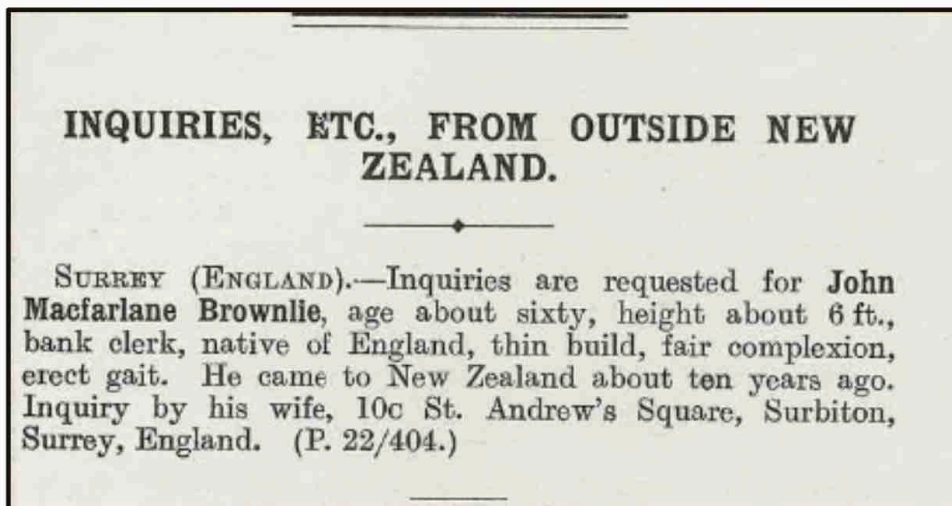 INQUIRIES, ETC., FROM OUTSIDE NEW
ZEALAND.
SURREY (ENGLAND).—Inquiries are requested for John
Macfarlane Brownlie, age about sixty, height about 6 ft.,
bank clerk, native of England, thin build, fair complexion,
erect gait. He came to New Zealand about ten years ago.
Inquiry by his wife, 10c St. Andrew's Square, Surbiton,
Surrey, England. (P. 22/404.)